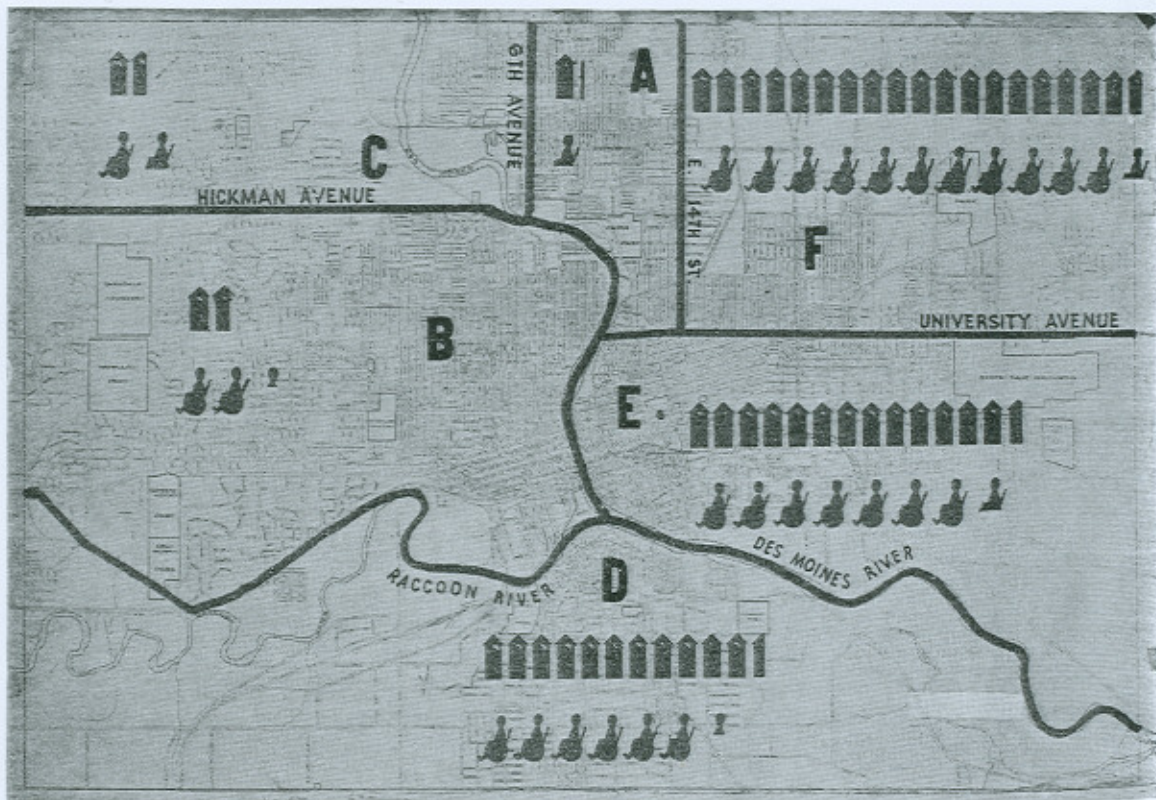 6TH AVENUE
A
C
HICKMAN AVENUE
E. 14TH ST.
F
B
UNIVERSITY AVENUE
E
DES MOINES RIVER
RACCOON RIVER
D